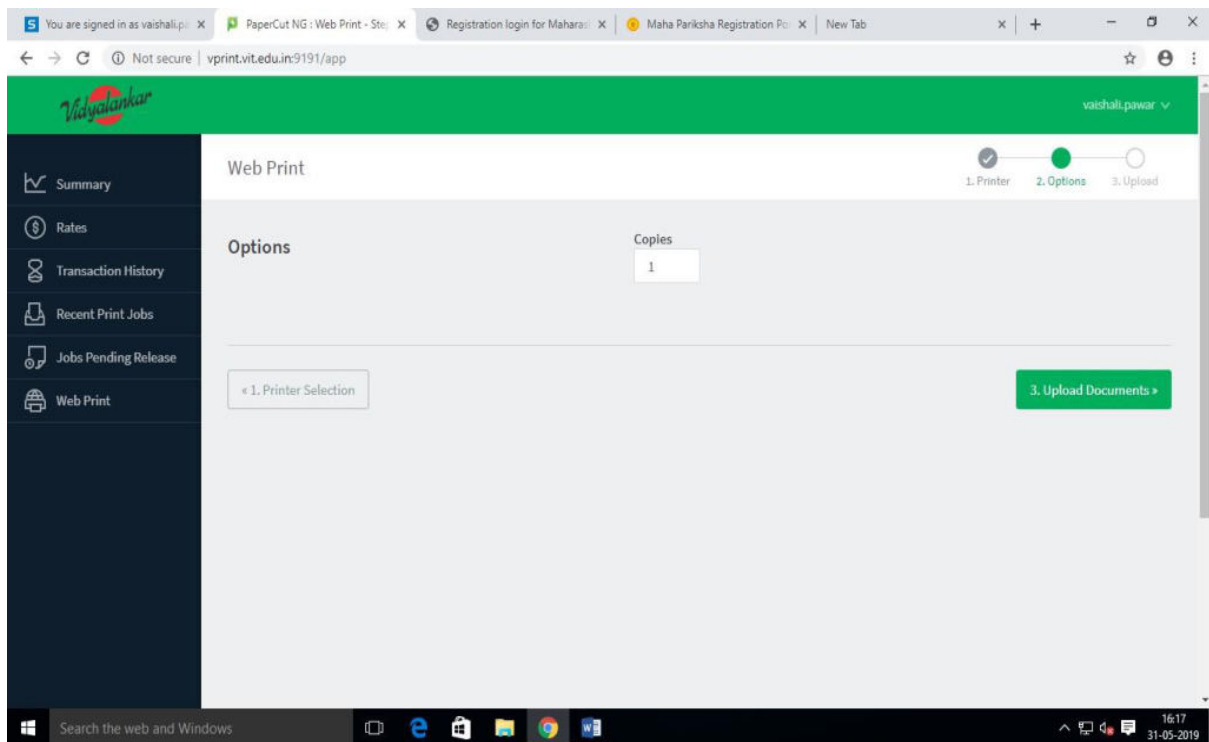 S You are signed in as vaishali.pa
PaperCut NG : Web Print - Step
Registration login for Maharas
Maha Pariksha Registration Por
New Tab
Not secure | vprint.vit.edu.in:9191/app
Vidyalankar
vaishali.pawar
Web Print
1. Printer 2. Options 3. Upload
Summary
Rates
Transaction History
Recent Print Jobs
Jobs Pending Release
Web Print
Options
Copies
1
« 1. Printer Selection
3. Upload Documents »
Search the web and Windows
16:17
31-05-2019